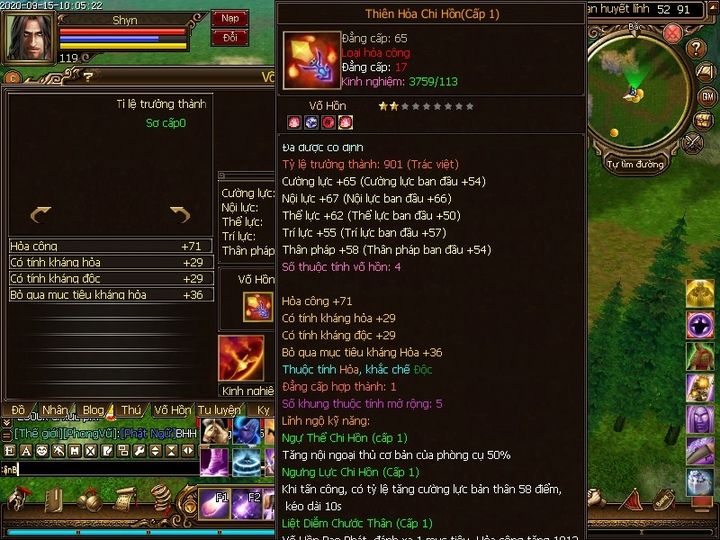 2020-03-15-10:05:22
Shyn
Nạp
Đổi
119
?
Tỉ lệ trưởng thành
Sơ cấp0
Hỏa công +71
Có tính kháng hỏa +29
Có tính kháng độc +29
Bỏ qua mục tiêu kháng hỏa +36
Cường lực:
Nội lực:
Thể lực:
Trí lực:
Thân pháp
Võ Hồn
Kinh nghiệ
Đồ Nhân Blog Thú Võ Hồn Tu luyện Kỵ
[Thế giới][PhongVũ]:[Phật Ngữ]BHH
F1 F2
Thiên Hỏa Chi Hồn(Cấp 1)
Đẳng cấp: 65
Loại hỏa công
Đẳng cấp: 17
Kinh nghiệm: 3759/113
Võ Hồn
Đã được cố định
Tỷ lệ trưởng thành: 901 (Trác việt)
Cường lực +65 (Cường lực ban đầu +54)
Nội lực +67 (Nội lực ban đầu +66)
Thể lực +62 (Thể lực ban đầu +50)
Trí lực +55 (Trí lực ban đầu +57)
Thân pháp +58 (Thân pháp ban đầu +54)
Số thuộc tính võ hồn: 4
Hỏa công +71
Có tính kháng hỏa +29
Có tính kháng độc +29
Bỏ qua mục tiêu kháng Hỏa +36
Thuộc tính Hỏa, khắc chế Độc
Đẳng cấp hợp thành: 1
Số khung thuộc tính mở rộng: 5
Lĩnh ngộ kỹ năng:
Ngự Thể Chi Hồn (cấp 1)
Tăng nội ngoại thủ cơ bản của phòng cụ 50%
Ngưng Lực Chi Hồn (Cấp 1)
Khi tấn công, có tỷ lệ tăng cường lực bản thân 58 điểm,
kéo dài 10s
Liệt Diễm Chước Thân (Cấp 1)
ạn huyết lĩnh 52 91
Bắc
?
GM
Tự tìm đường